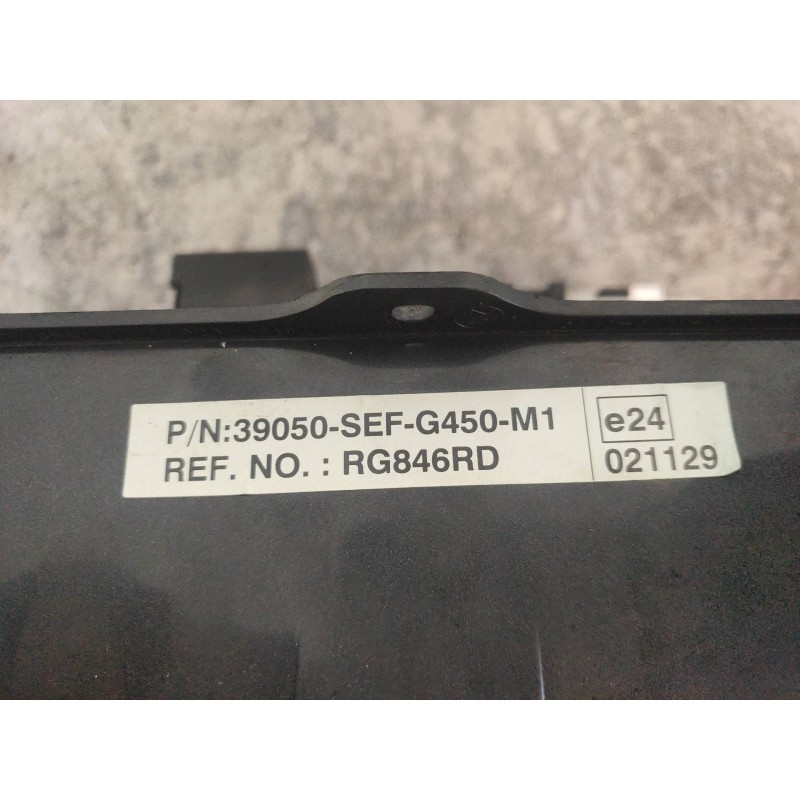 P/N:39050-SEF-G450-M1
REF. NO. : RG846RD
e24
021129